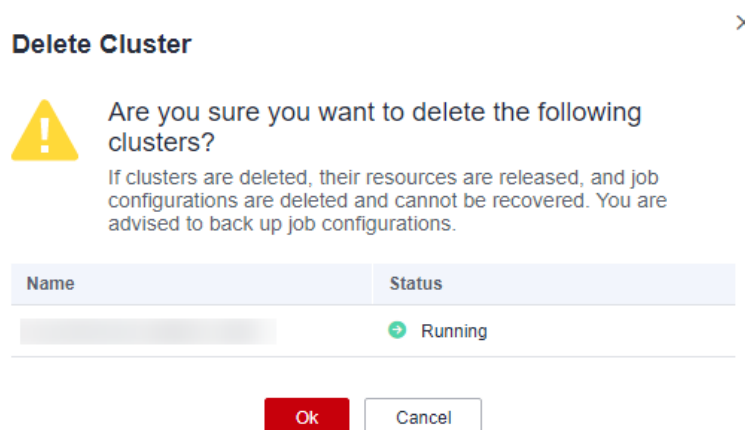 Delete Cluster
Are you sure you want to delete the following
clusters?
If clusters are deleted, their resources are released, and job
configurations are deleted and cannot be recovered. You are
advised to back up job configurations.
Name Status
Running
Ok Cancel